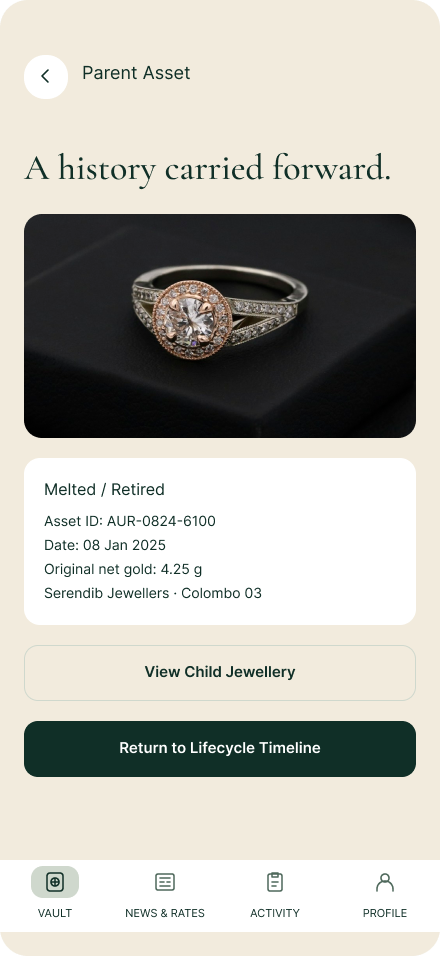 Parent Asset
A history carried forward.
Melted / Retired
Asset ID: AUR-0824-6100
Date: 08 Jan 2025
Original net gold: 4.25 g
Serendib Jewellers · Colombo 03
View Child Jewellery
Return to Lifecycle Timeline
VAULT
NEWS & RATES
ACTIVITY
PROFILE